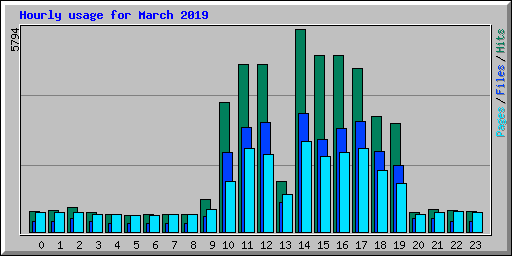 Hourly usage for March 2019
5794
Pages/Files/Hits
0 1 2 3 4 5 6 7 8 9 10 11 12 13 14 15 16 17 18 19 20 21 22 23